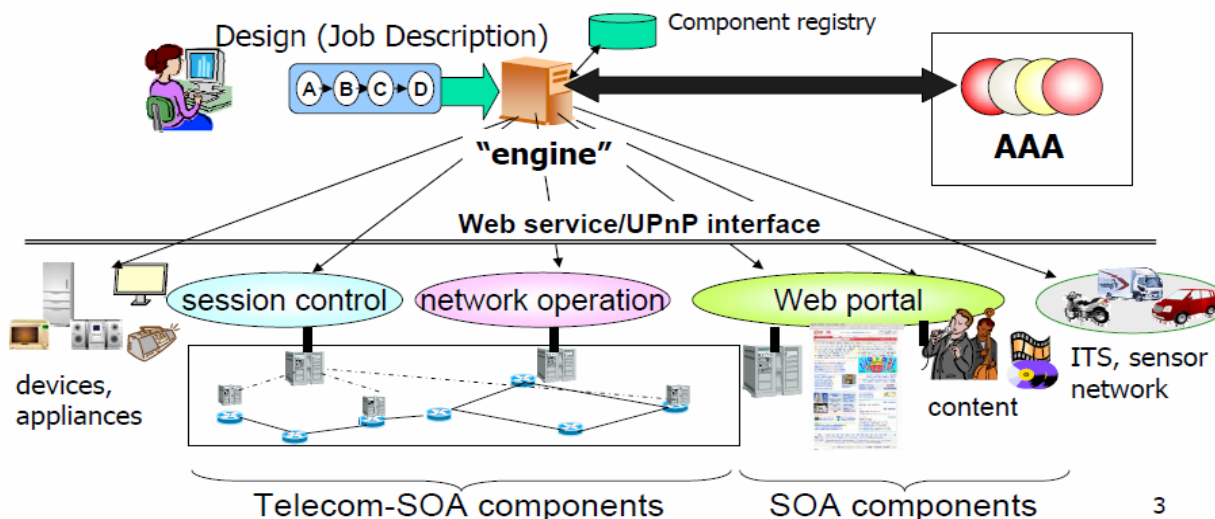 Design (Job Description)
Component registry
A B C D
AAA
“engine”
Web service/UPnP interface
session control
network operation
Web portal
devices,
appliances
content
ITS, sensor
network
Telecom-SOA components
SOA components
3